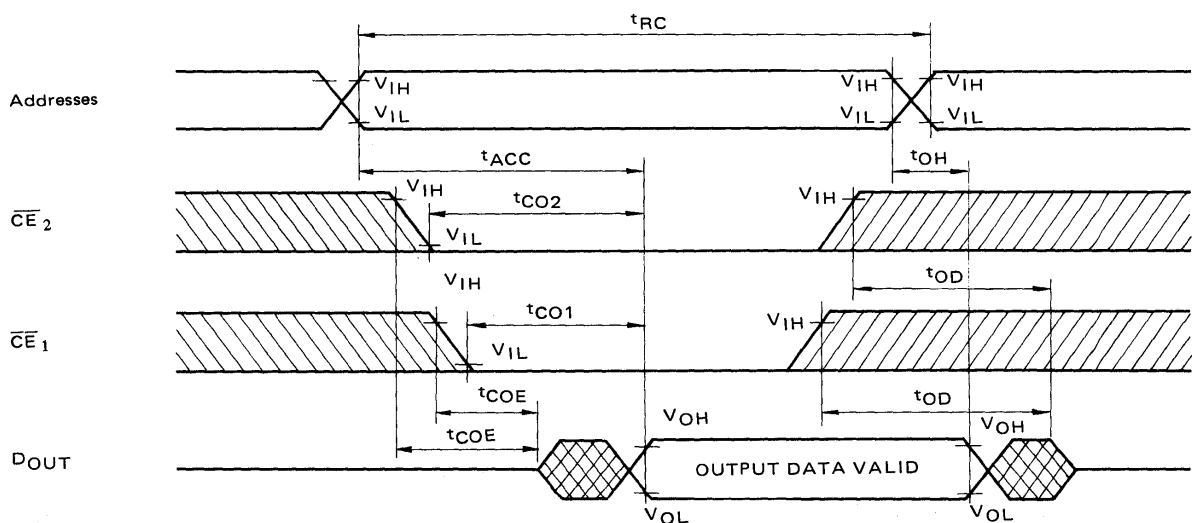 tRC
Addresses
VIH VIH VIH
VIL VIL
tACC tOH
CE2 VIH tCO2 VIH
VIL
VIH tOD
CE1 tCO1 VIH
VIL
tCOE tOD
tCOE VOH VOH
DOUT OUTPUT DATA VALID
VOL VOL